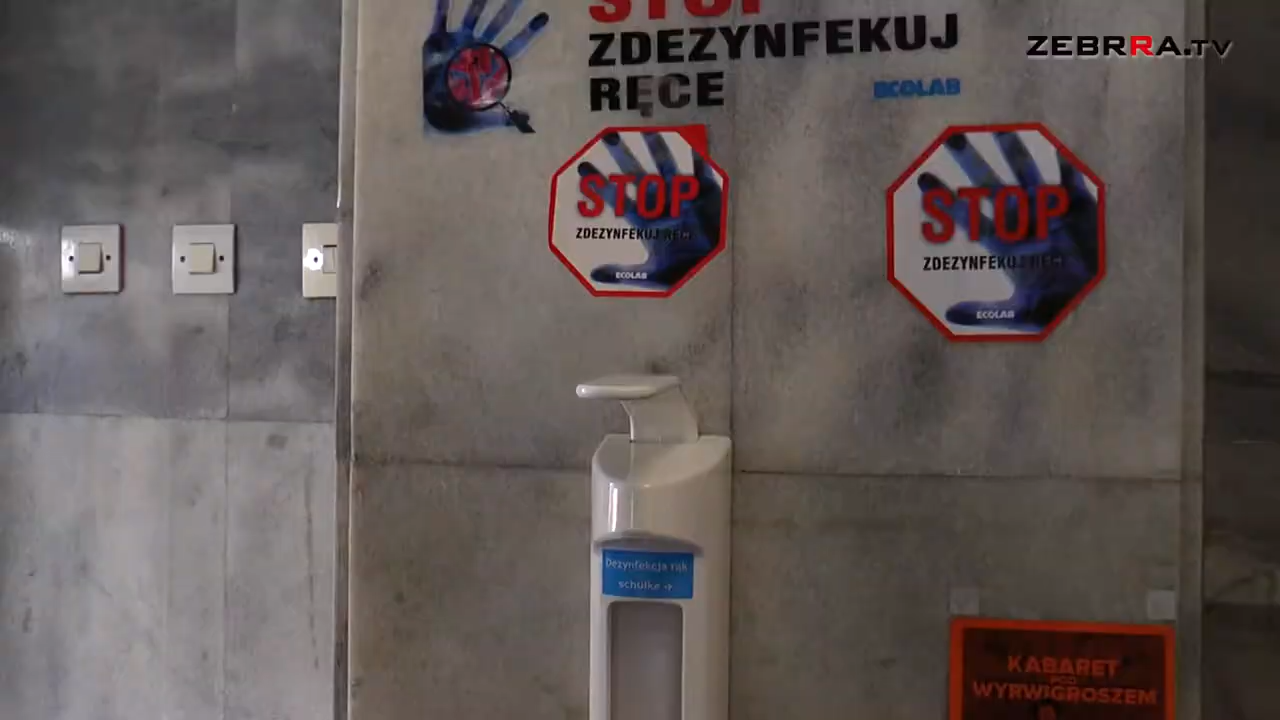 STOP
ZDEZYNFEKUJ
RĘCE
ECOLAB
ZEBRRA.TV
STOP
ZDEZYNFEKUJ RĘCE
ECOLAB
STOP
ZDEZYNFEKUJ RĘCE
ECOLAB
Dezynfekcja rąk
schülke →
KABARET
POD
WYRWIGROSZEM